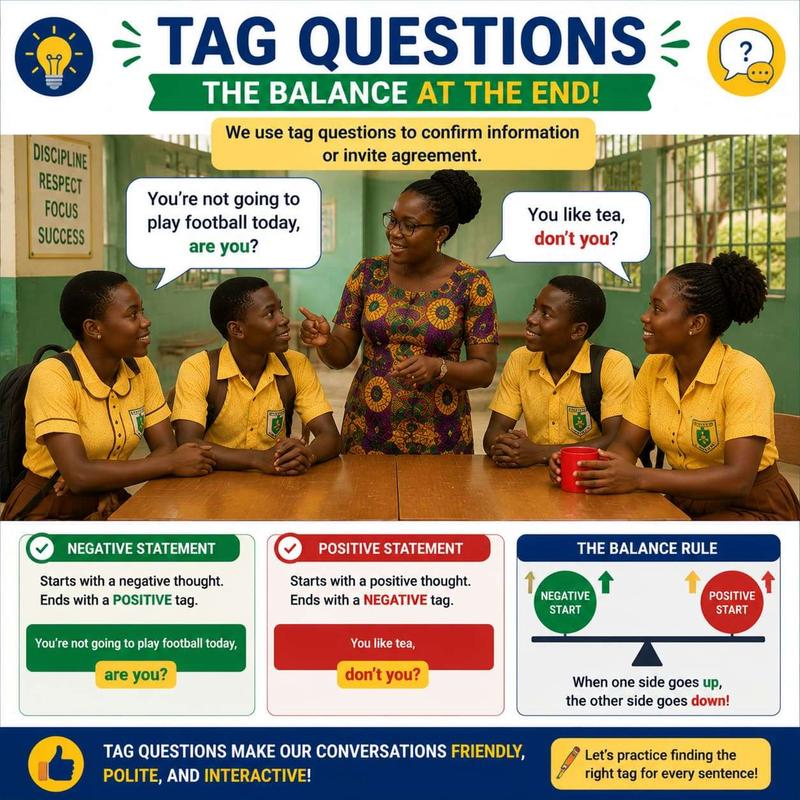 TAG QUESTIONS
THE BALANCE AT THE END!
?
We use tag questions to confirm information
or invite agreement.
DISCIPLINE
RESPECT
FOCUS
SUCCESS
You're not going to
play football today,
are you?
You like tea,
don't you?
NEGATIVE STATEMENT
Starts with a negative thought.
Ends with a POSITIVE tag.
You're not going to play football today,
are you?
POSITIVE STATEMENT
Starts with a positive thought.
Ends with a NEGATIVE tag.
You like tea,
don't you?
THE BALANCE RULE
NEGATIVE
START
POSITIVE
START
When one side goes up,
the other side goes down!
TAG QUESTIONS MAKE OUR CONVERSATIONS FRIENDLY,
POLITE, AND INTERACTIVE!
Let's practice finding the
right tag for every sentence!